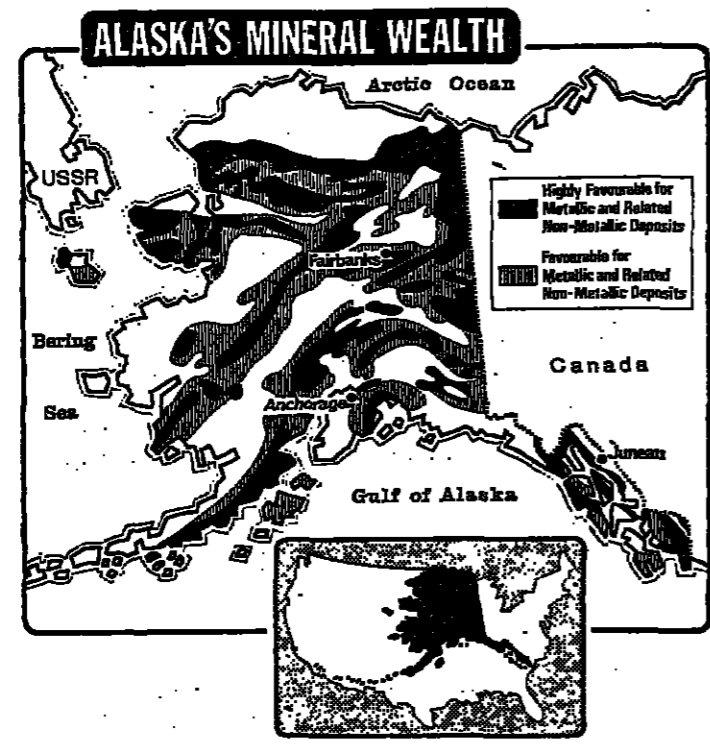 ALASKA'S MINERAL WEALTH
Arctic Ocean
USSR
Highly Favourable for
Metallic and Related
Non-Metallic Deposits
Fairbanks
Favourable for
Metallic and Related
Non-Metallic Deposits
Bering
Sea
Canada
Anchorage
Juneau
Gulf of Alaska